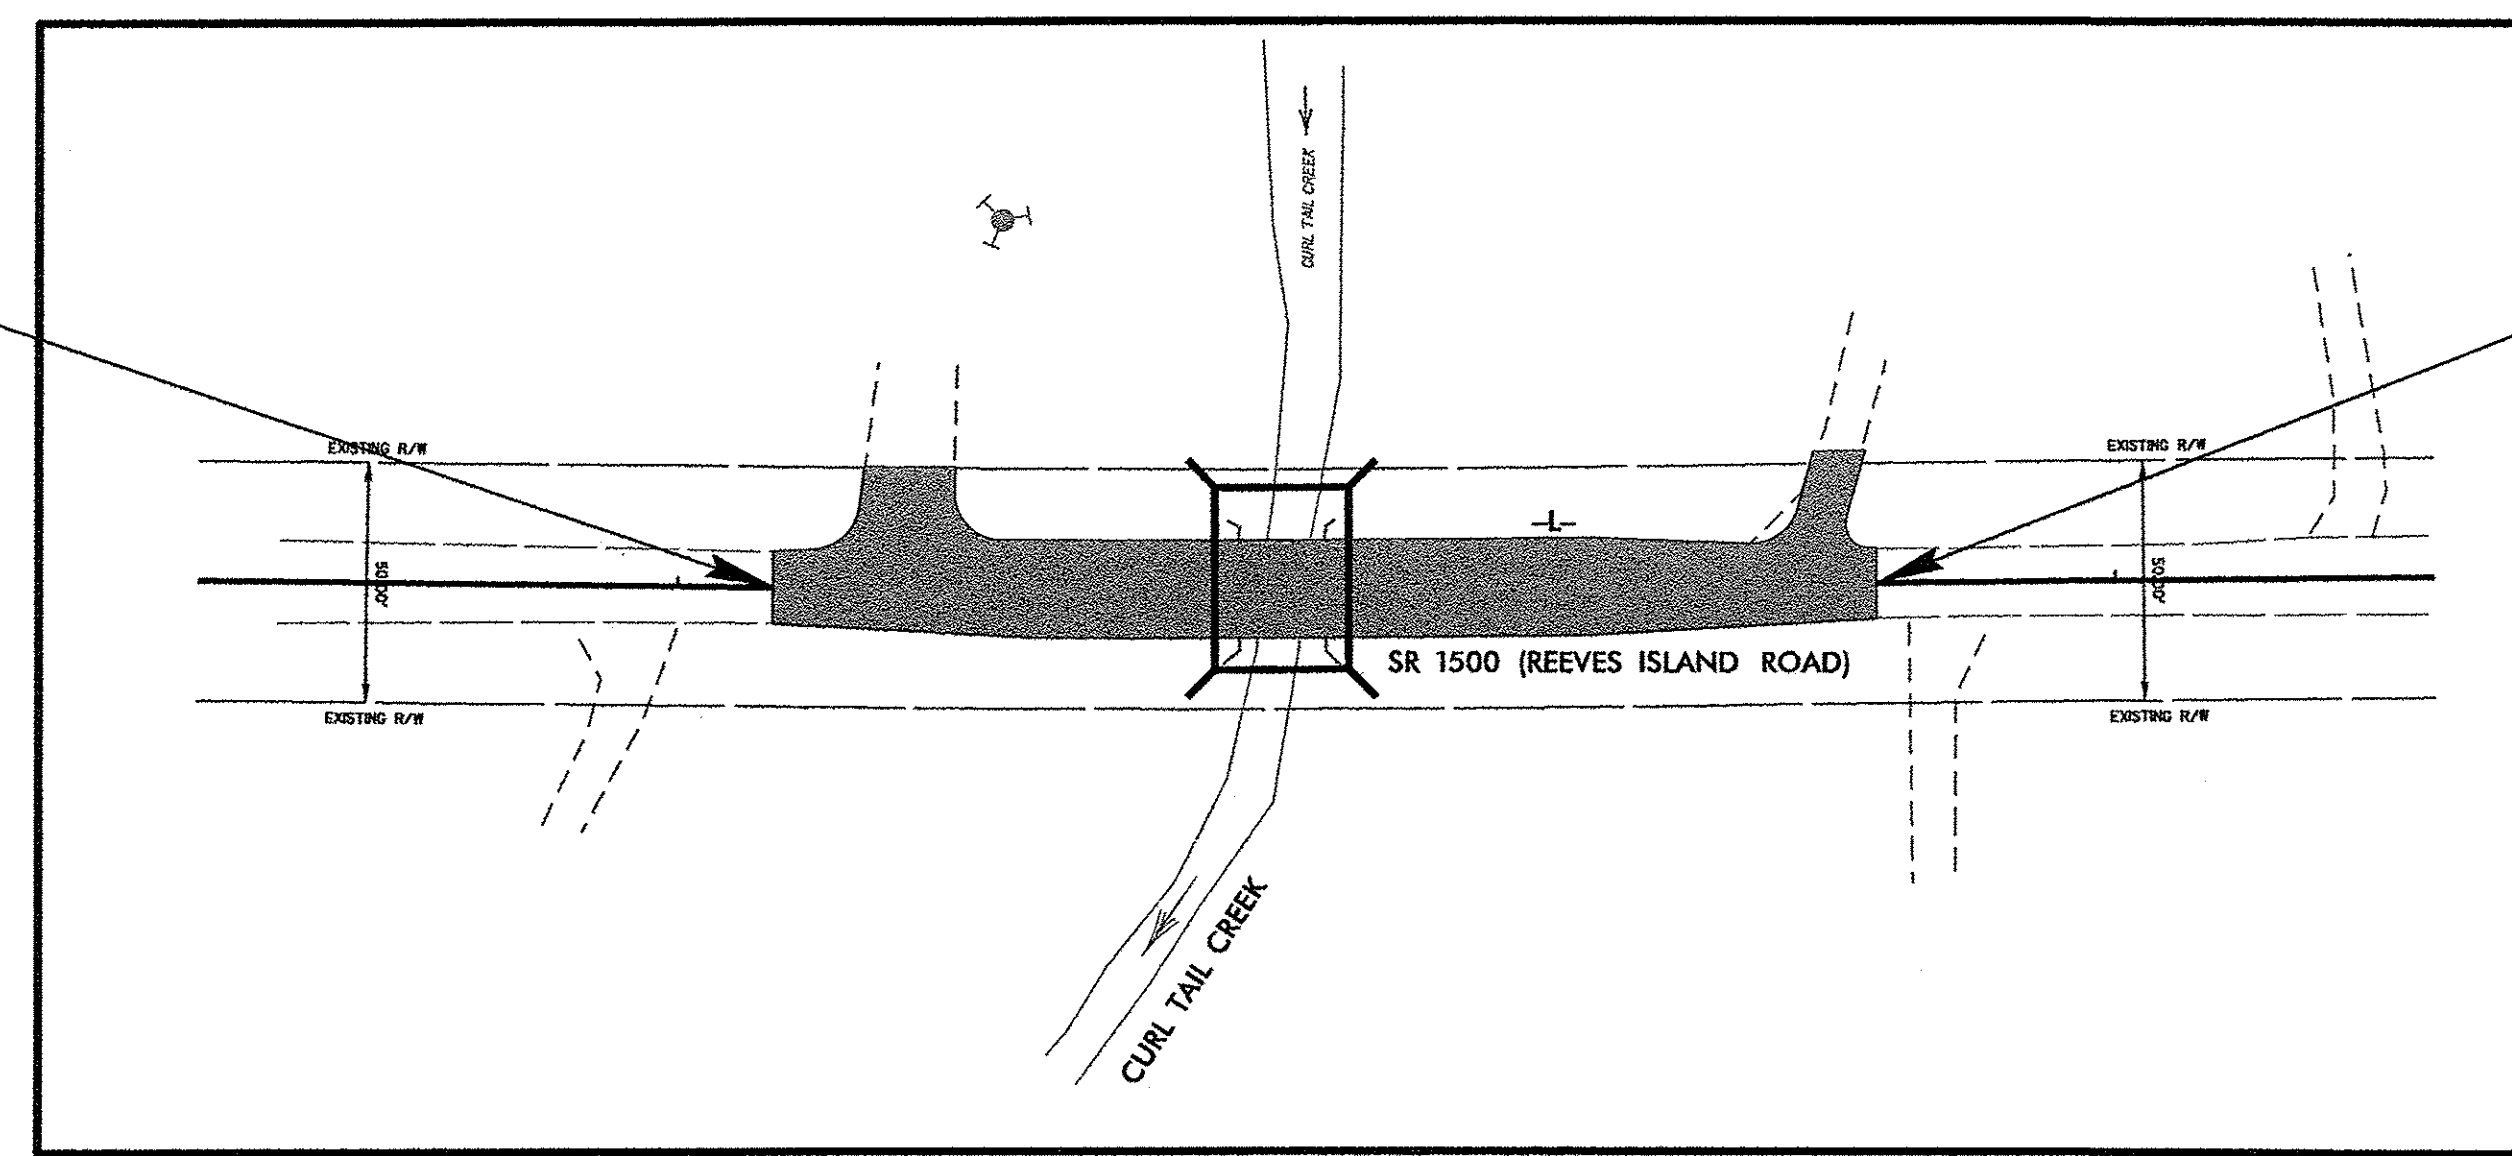 CURL TAIL CREEK
EXISTING R/W
EXISTING R/W
-L-
50.00'
50.00'
SR 1500 (REEVES ISLAND ROAD)
EXISTING R/W
EXISTING R/W
CURL TAIL CREEK